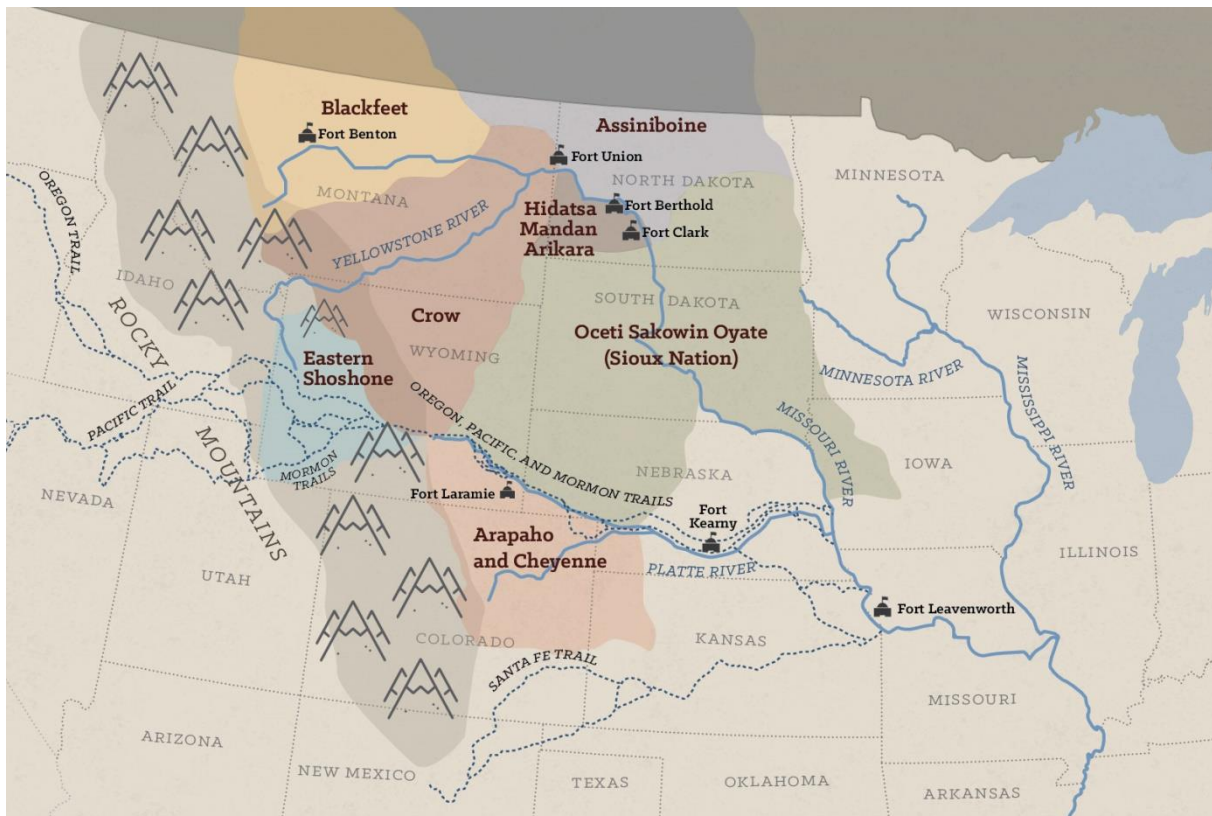 Blackfeet
Fort Benton
Assiniboine
Fort Union
MINNESOTA
NORTH DAKOTA
OREGON TRAIL
MONTANA
Hidatsa
Mandan
Arikara
Fort Berthold
Fort Clark
YELLOWSTONE RIVER
IDAHO
SOUTH DAKOTA
ROCKY
MOUNTAINS
Crow
WISCONSIN
Oceti Sakowin Oyate
(Sioux Nation)
WYOMING
Eastern
Shoshone
MINNESOTA RIVER
MISSISSIPPI RIVER
PACIFIC TRAIL
OREGON, PACIFIC, AND MORMON TRAILS
MISSOURI RIVER
MORMON
TRAILS
NEBRASKA
IOWA
NEVADA
Fort Laramie
Fort
Kearny
Arapaho
and Cheyenne
PLATTE RIVER
ILLINOIS
UTAH
Fort Leavenworth
COLORADO
KANSAS
SANTA FE TRAIL
MISSOURI
ARIZONA
NEW MEXICO
TEXAS
OKLAHOMA
ARKANSAS